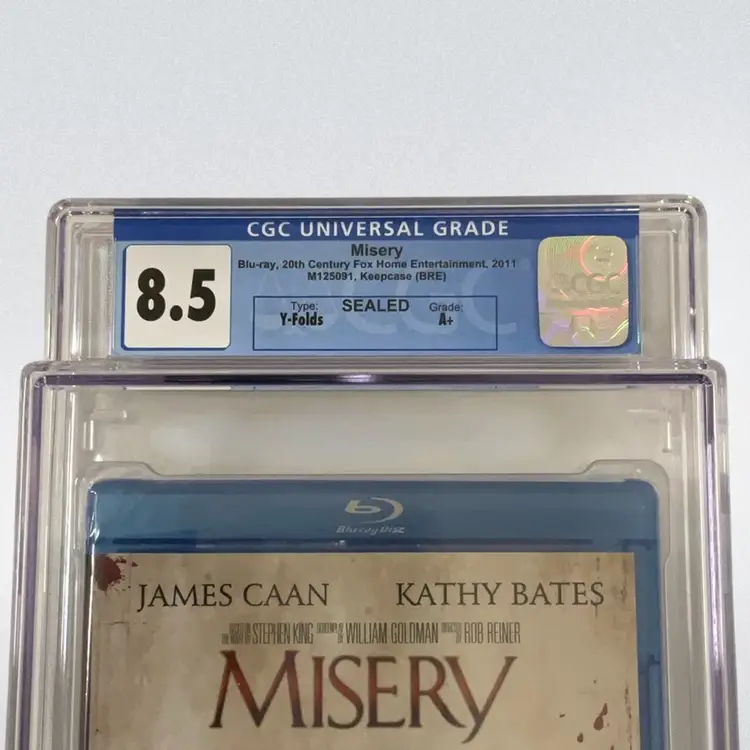 CGC UNIVERSAL GRADE
8.5
Misery
Blu-ray, 20th Century Fox Home Entertainment, 2011
M125091, Keepcase (BRE)
Type: SEALED Grade:
Y-Folds A+
CGC
Blu-ray Disc
JAMES CAAN KATHY BATES
STEPHEN KING WILLIAM GOLDMAN ROB REINER
MISERY